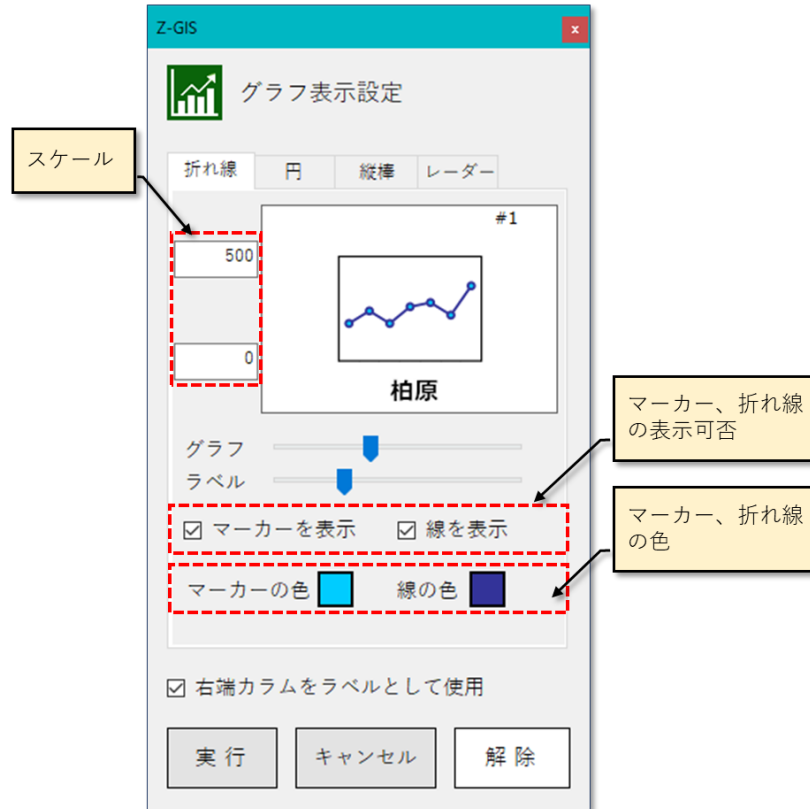 Z-GIS
x
グラフ表示設定
スケール
折れ線
円
縦棒
レーダー
#1
500
0
柏原
マーカー、折れ線
の表示可否
グラフ
ラベル
マーカーを表示
線を表示
マーカー、折れ線
の色
マーカーの色
線の色
右端カラムをラベルとして使用
実行
キャンセル
解除